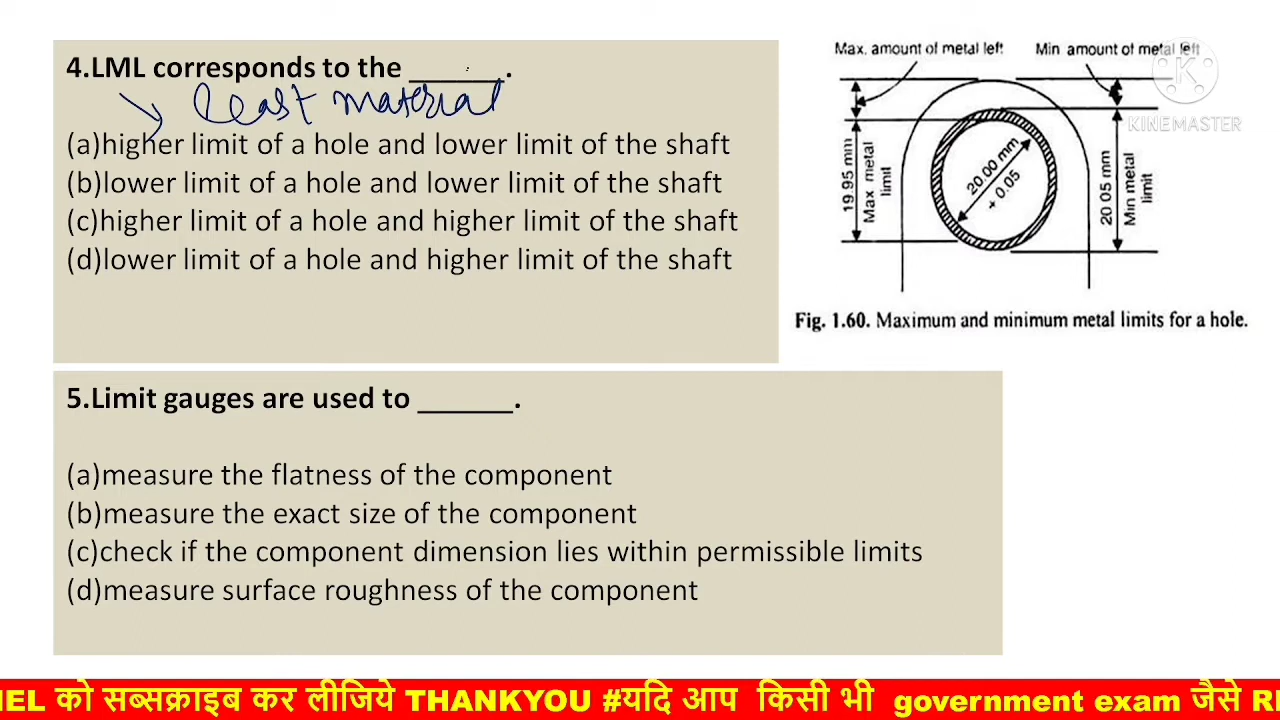 4.LML corresponds to the ______.
Least material
(a)higher limit of a hole and lower limit of the shaft
(b)lower limit of a hole and lower limit of the shaft
(c)higher limit of a hole and higher limit of the shaft
(d)lower limit of a hole and higher limit of the shaft
Max. amount of metal left
Min amount of metal left
K
KINEMASTER
19.95 mm
Max metal
limit
20.00 mm
+ 0.05
20 05 mm
Min metal
limit
Fig. 1.60. Maximum and minimum metal limits for a hole.
5.Limit gauges are used to ______.
(a)measure the flatness of the component
(b)measure the exact size of the component
(c)check if the component dimension lies within permissible limits
(d)measure surface roughness of the component
NEL को सब्सक्राइब कर लीजिये THANKYOU #यदि आप किसी भी government exam जैसे